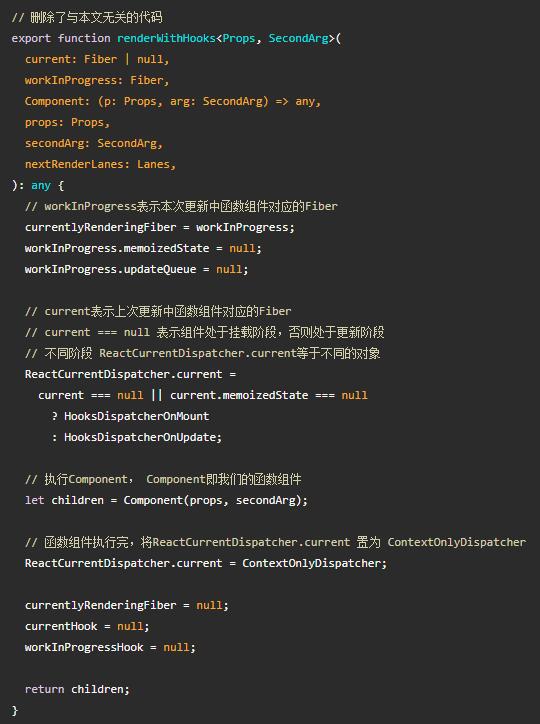 // 删除了与本文无关的代码
export function renderWithHooks<Props, SecondArg>(
  current: Fiber | null,
  workInProgress: Fiber,
  Component: (p: Props, arg: SecondArg) => any,
  props: Props,
  secondArg: SecondArg,
  nextRenderLanes: Lanes,
): any {
  // workInProgress表示本次更新中函数组件对应的Fiber
  currentlyRenderingFiber = workInProgress;
  workInProgress.memoizedState = null;
  workInProgress.updateQueue = null;

  // current表示上次更新中函数组件对应的Fiber
  // current === null 表示组件处于挂载阶段，否则处于更新阶段
  // 不同阶段 ReactCurrentDispatcher.current等于不同的对象
  ReactCurrentDispatcher.current =
    current === null || current.memoizedState === null
      ? HooksDispatcherOnMount
      : HooksDispatcherOnUpdate;

  // 执行Component， Component即我们的函数组件
  let children = Component(props, secondArg);

  // 函数组件执行完，将ReactCurrentDispatcher.current 置为 ContextOnlyDispatcher
  ReactCurrentDispatcher.current = ContextOnlyDispatcher;

  currentlyRenderingFiber = null;
  currentHook = null;
  workInProgressHook = null;

  return children;
}